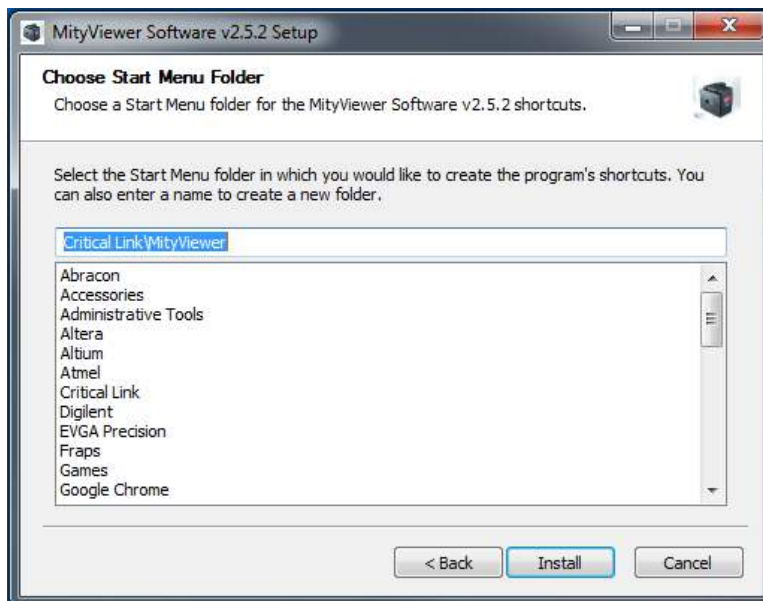 MityViewer Software v2.5.2 Setup
Choose Start Menu Folder
Choose a Start Menu folder for the MityViewer Software v2.5.2 shortcuts.
Select the Start Menu folder in which you would like to create the program's shortcuts. You
can also enter a name to create a new folder.
Critical Link\MityViewer
Abracon
Accessories
Administrative Tools
Altera
Altium
Atmel
Critical Link
Digilent
EVGA Precision
Fraps
Games
Google Chrome
< Back
Install
Cancel